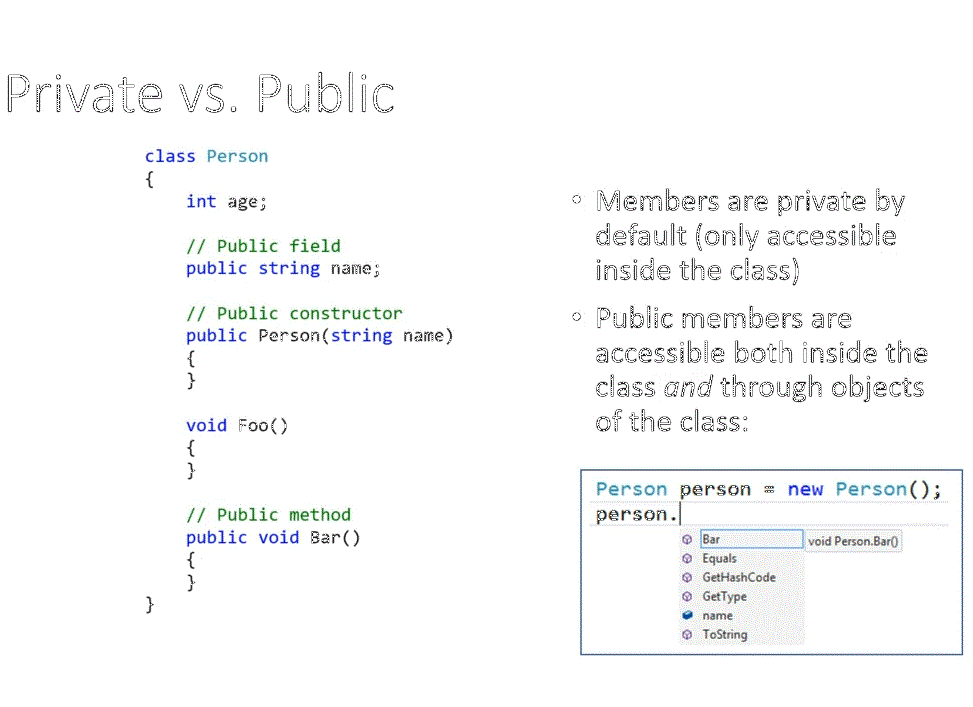 Private vs. Public
class Person
{
int age;
// Public field
public string name;
// Public constructor
public Person(string name)
{
}
void Foo()
{
}
// Public method
public void Bar()
{
}
}
• Members are private by
default (only accessible
inside the class)
• Public members are
accessible both inside the
class and through objects
of the class:
Person person = new Person();
person.
Bar
void Person.Bar()
Equals
GetHashCode
GetType
name
ToString